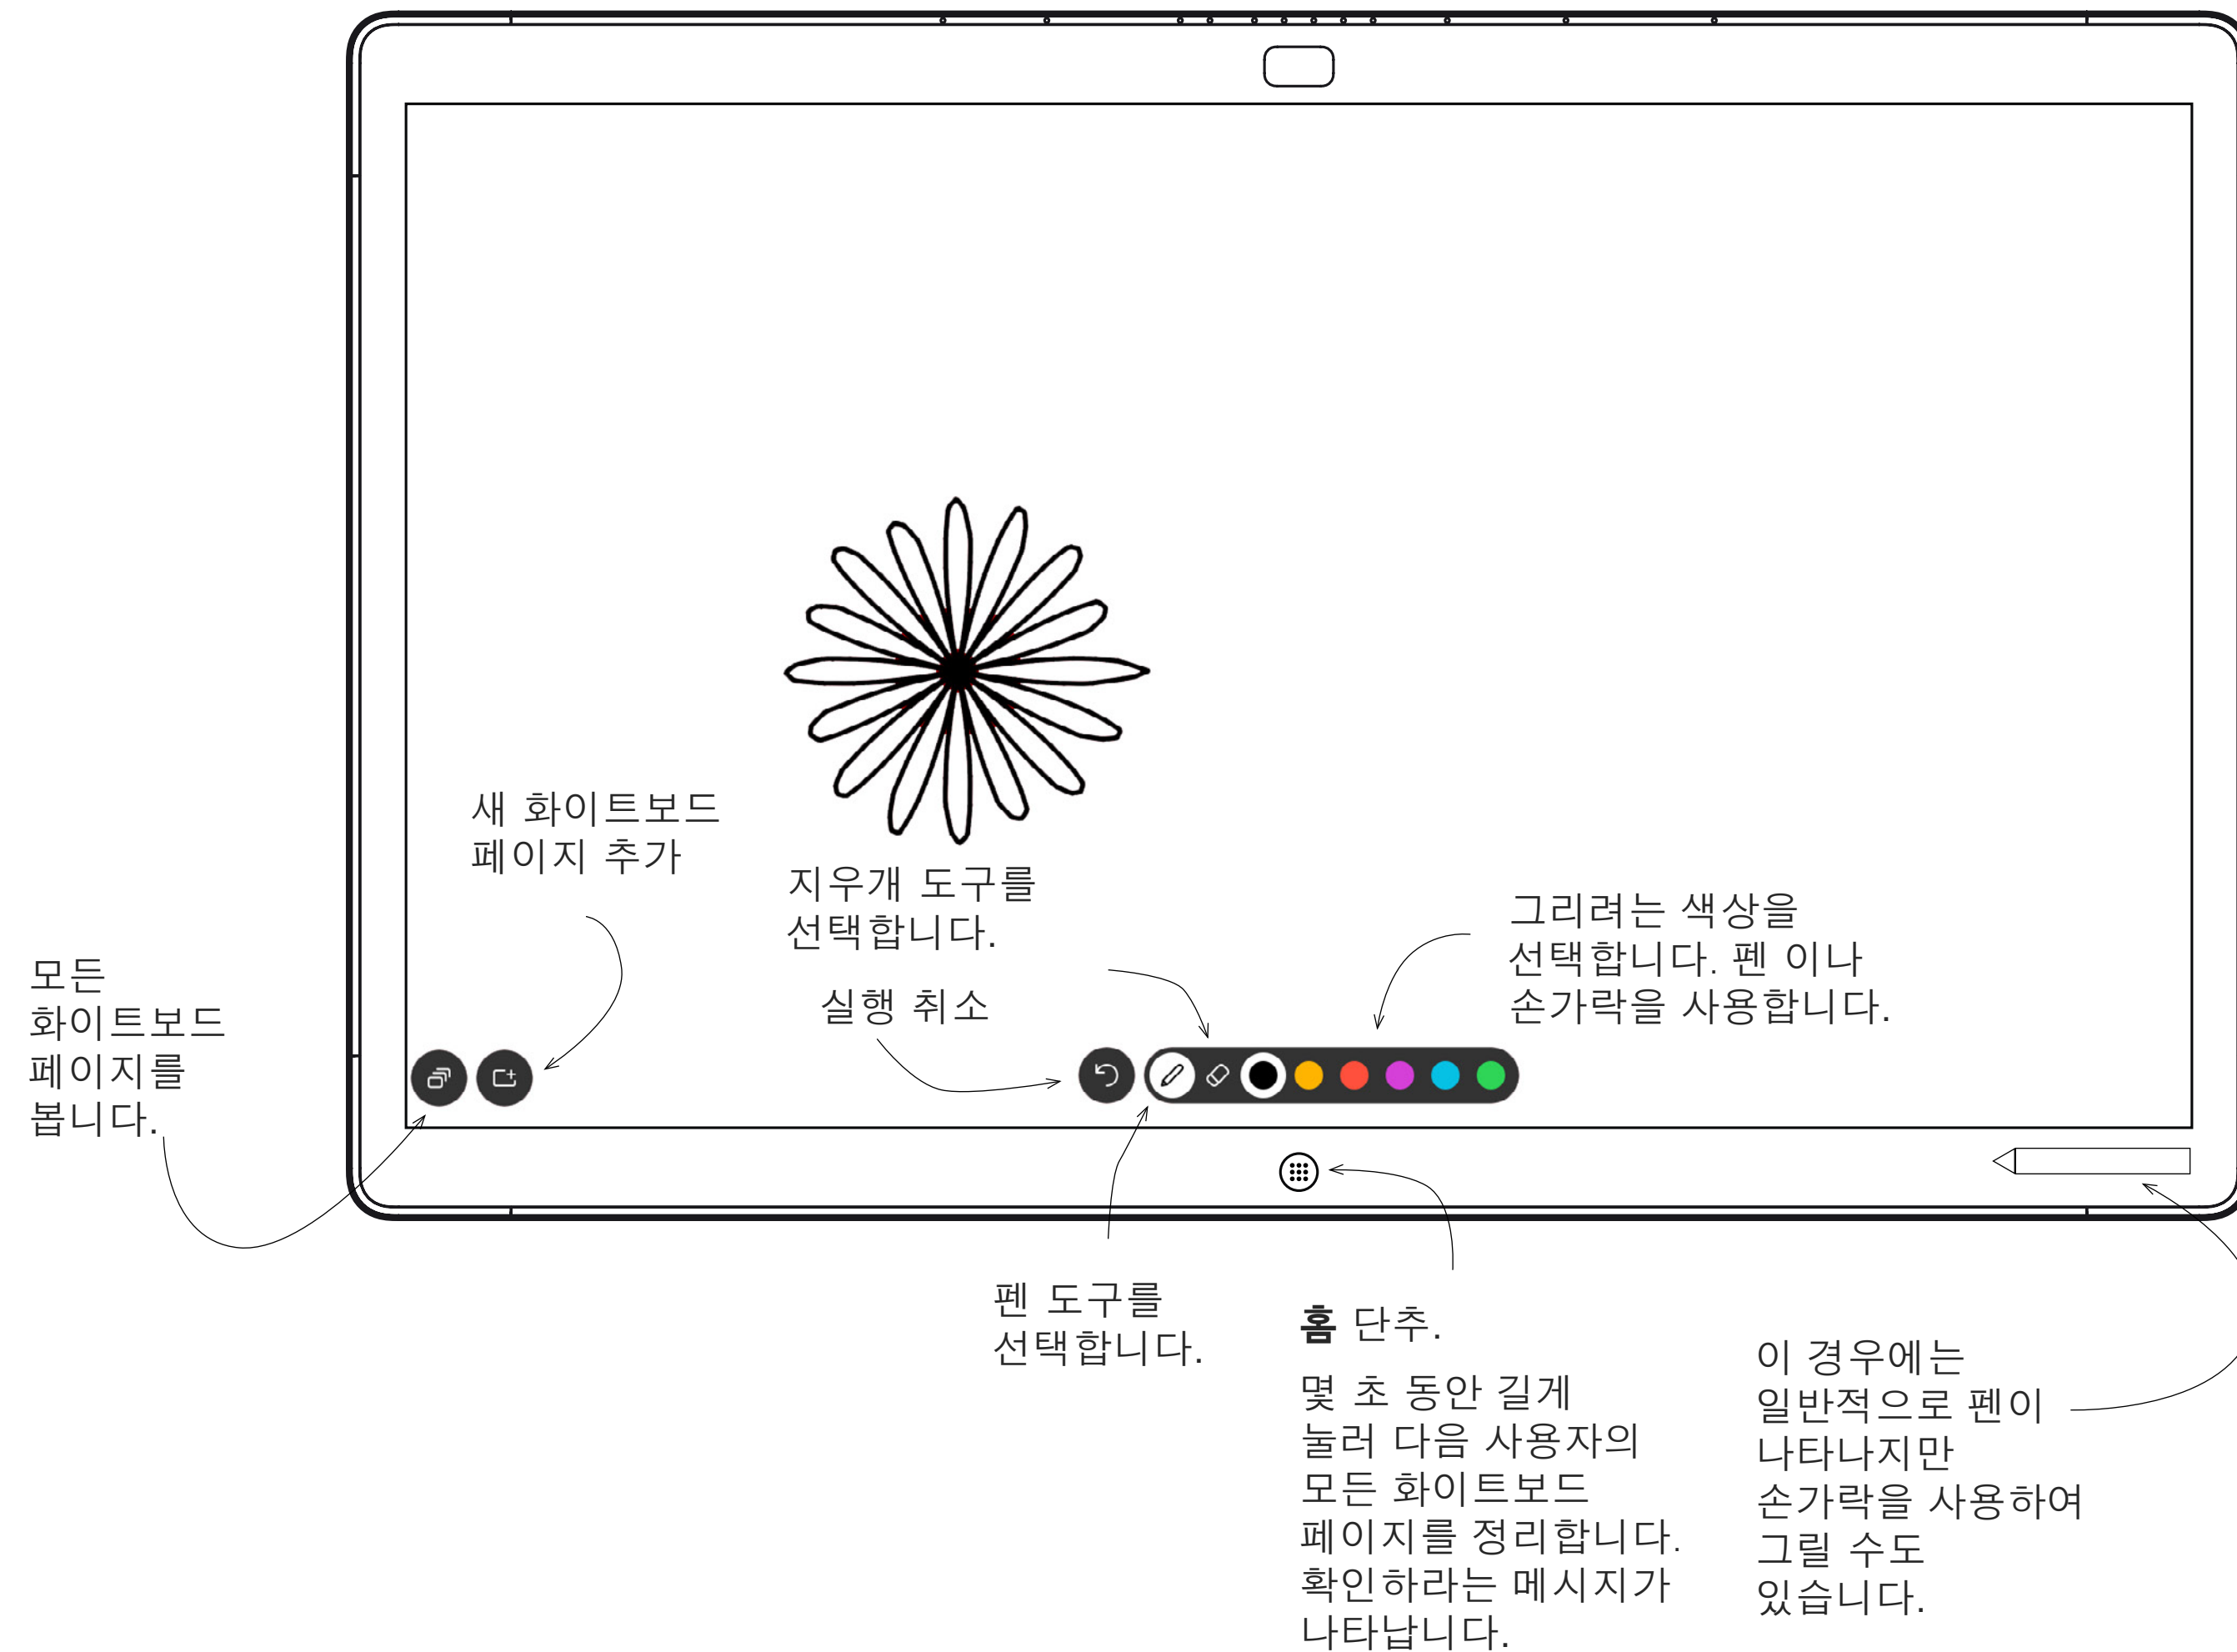 새 화이트보드
페이지 추가
지우개 도구를
선택합니다.
그리려는 색상을
선택합니다. 펜 이나
손가락을 사용합니다.
모든
화이트보드
페이지를
봅니다.
실행 취소
펜 도구를
선택합니다.
홈 단추.
몇 초 동안 길게
눌러 다음 사용자의
모든 화이트보드
페이지를 정리합니다.
확인하라는 메시지가
나타납니다.
이 경우에는
일반적으로 펜이
나타나지만
손가락을 사용하여
그릴 수도
있습니다.